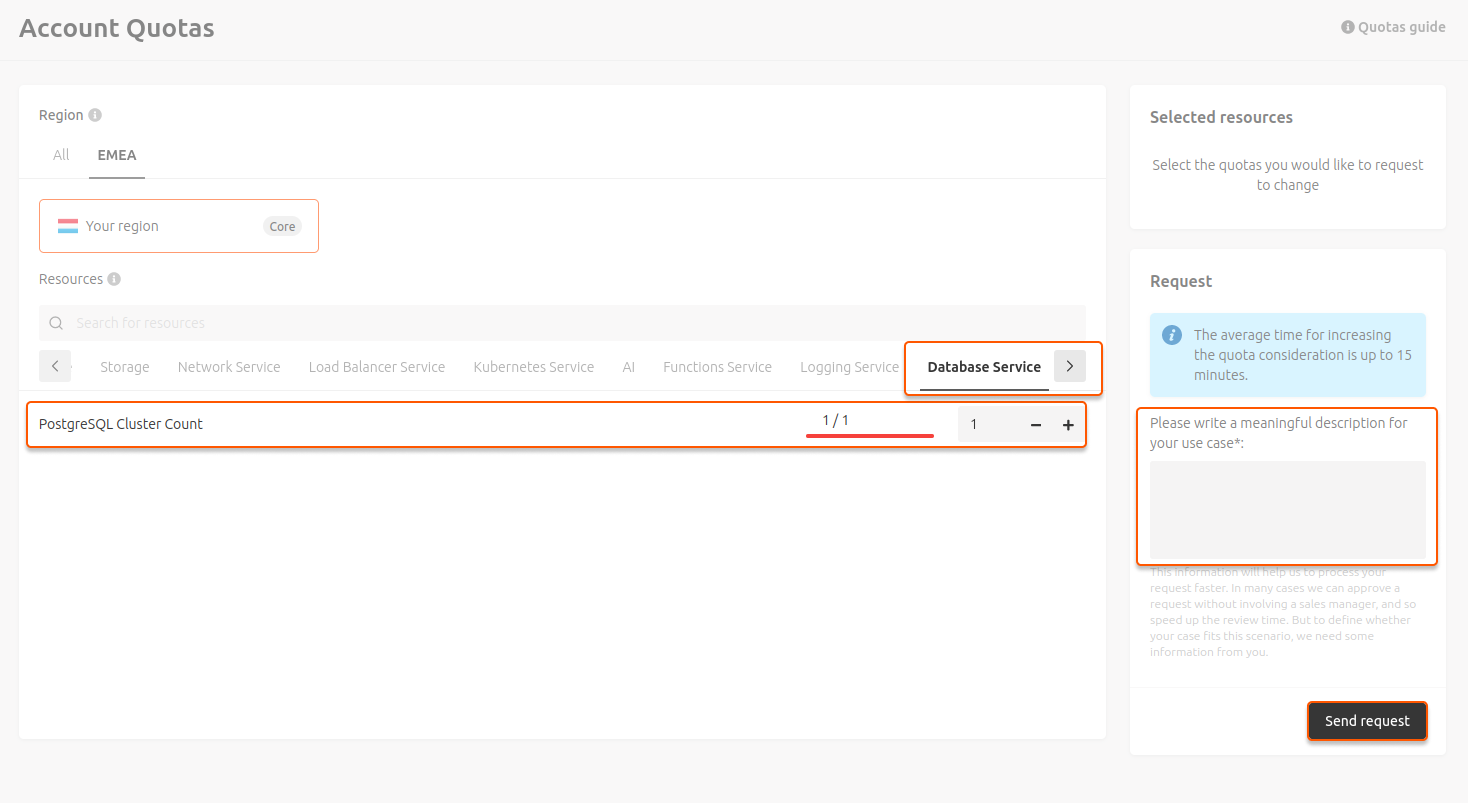 Account Quotas
Quotas guide
Region
All
EMEA
Your region
Core
Resources
Search for resources
Storage
Network Service
Load Balancer Service
Kubernetes Service
AI
Functions Service
Logging Service
Database Service
PostgreSQL Cluster Count
1 / 1
1
Selected resources
Select the quotas you would like to request
to change
Request
The average time for increasing
the quota consideration is up to 15
minutes.
Please write a meaningful description for
your use case*:
This information will help us to process your
request faster. In many cases we can approve a
request without involving a sales manager, and so
speed up the review time. But to define whether
your case fits this scenario, we need some
information from you.
Send request